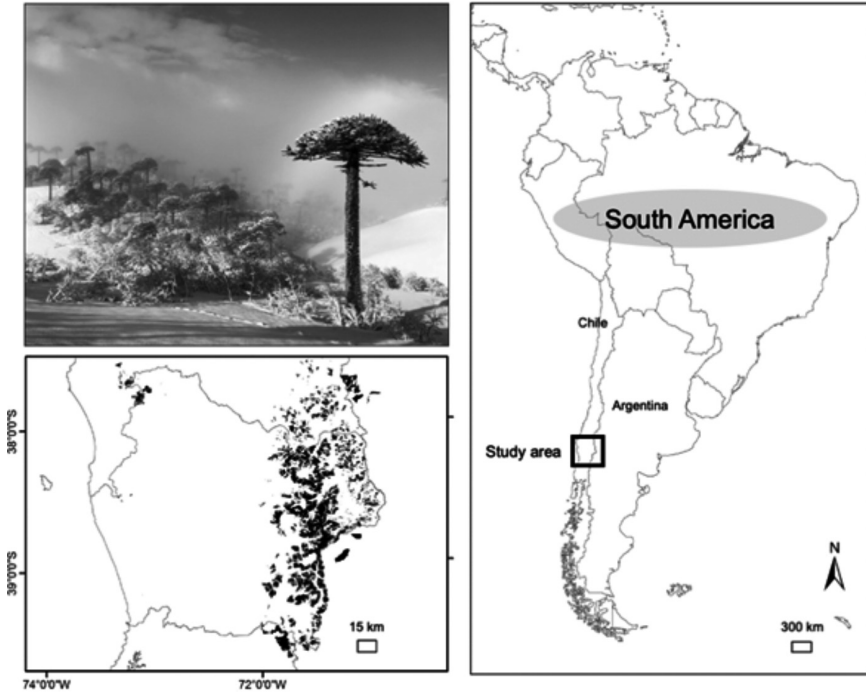 38°0'0"S
39°0'0"S
15 km
74°0'0"W
72°0'0"W
South America
Chile
Argentina
Study area
N
300 km